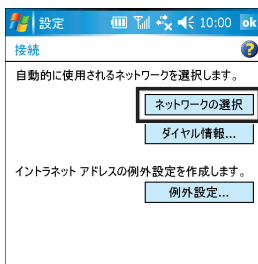 設定 10:00 ok
接続
自動的に使用されるネットワークを選択します。
ネットワークの選択
ダイヤル情報...
イントラネット アドレスの例外設定を作成します。
例外設定...